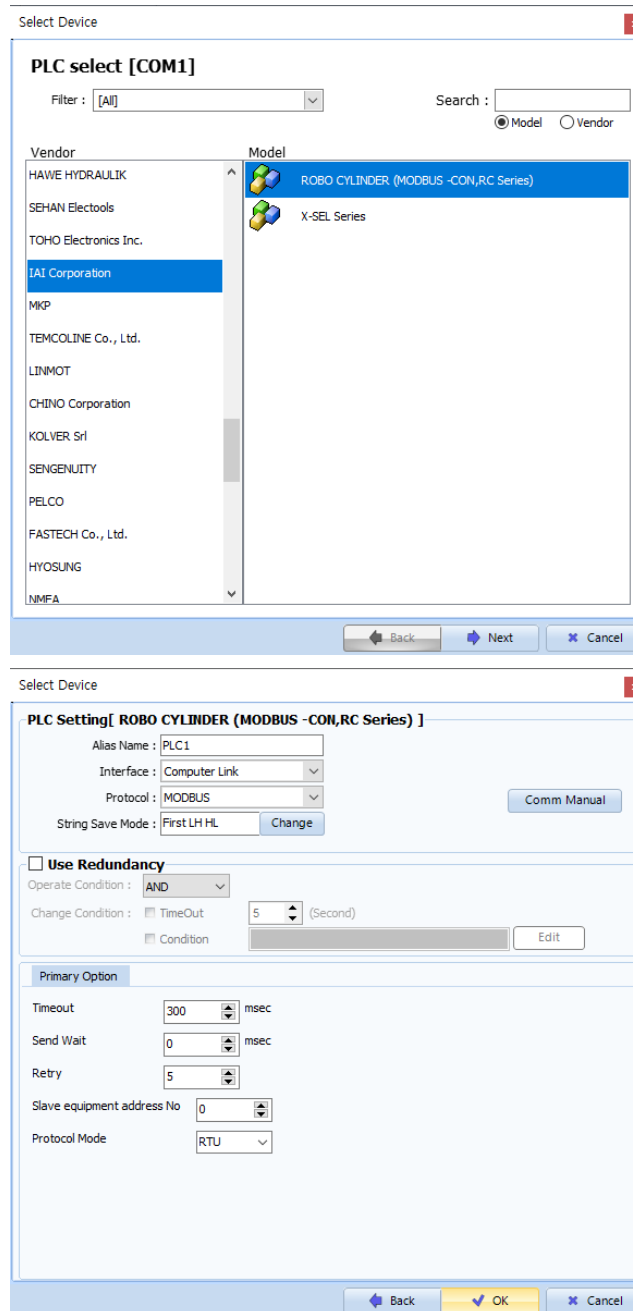 Select Device
PLC select [COM1]
Filter : [All]
Search :
Model Vendor
Vendor
Model
HAWE HYDRAULIK
SEHAN Electools
TOHO Electronics Inc.
IAI Corporation
MKP
TEMCOLINE Co., Ltd.
LINMOT
CHINO Corporation
KOLVER Srl
SENGENUITY
PELCO
FASTECH Co., Ltd.
HYOSUNG
NMEA
ROBO CYLINDER (MODBUS -CON,RC Series)
X-SEL Series
Back Next Cancel
Select Device
PLC Setting[ ROBO CYLINDER (MODBUS -CON,RC Series) ]
Alias Name : PLC1
Interface : Computer Link
Protocol : MODBUS
Comm Manual
String Save Mode : First LH HL Change
Use Redundancy
Operate Condition : AND
Change Condition : TimeOut 5 (Second)
Condition Edit
Primary Option
Timeout 300 msec
Send Wait 0 msec
Retry 5
Slave equipment address No 0
Protocol Mode RTU
Back OK Cancel